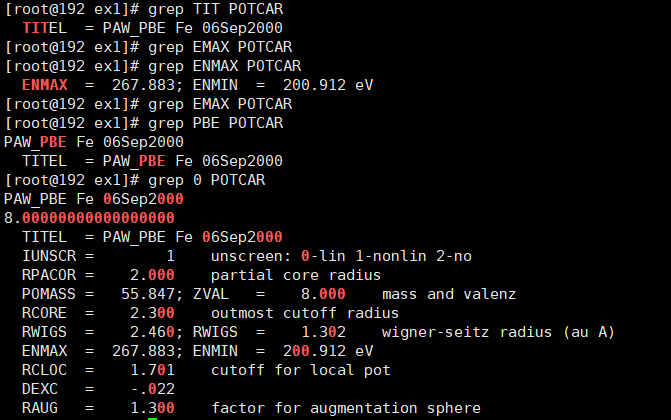 [root@192 ex1]# grep TIT POTCAR
TITEL = PAW_PBE Fe 06Sep2000
[root@192 ex1]# grep EMAX POTCAR
[root@192 ex1]# grep ENMAX POTCAR
ENMAX = 267.883; ENMIN = 200.912 eV
[root@192 ex1]# grep EMAX POTCAR
[root@192 ex1]# grep PBE POTCAR
PAW_PBE Fe 06Sep2000
TITEL = PAW_PBE Fe 06Sep2000
[root@192 ex1]# grep 0 POTCAR
PAW_PBE Fe 06Sep2000
8.00000000000000000
TITEL = PAW_PBE Fe 06Sep2000
IUNSCR = 1 unscreen: 0-lin 1-nonlin 2-no
RPACOR = 2.000 partial core radius
POMASS = 55.847; ZVAL = 8.000 mass and valenz
RCORE = 2.300 outmost cutoff radius
RWIGS = 2.460; RWIGS = 1.302 wigner-seitz radius (au A)
ENMAX = 267.883; ENMIN = 200.912 eV
RCLOC = 1.701 cutoff for local pot
DEXC = -.022
RAUG = 1.300 factor for augmentation sphere